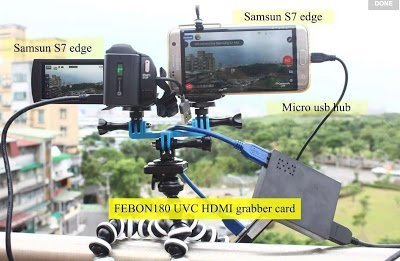 DONE
Samsun S7 edge
Samsun S7 edge
Micro usb hub
FEBON180 UVC HDMI grabber card